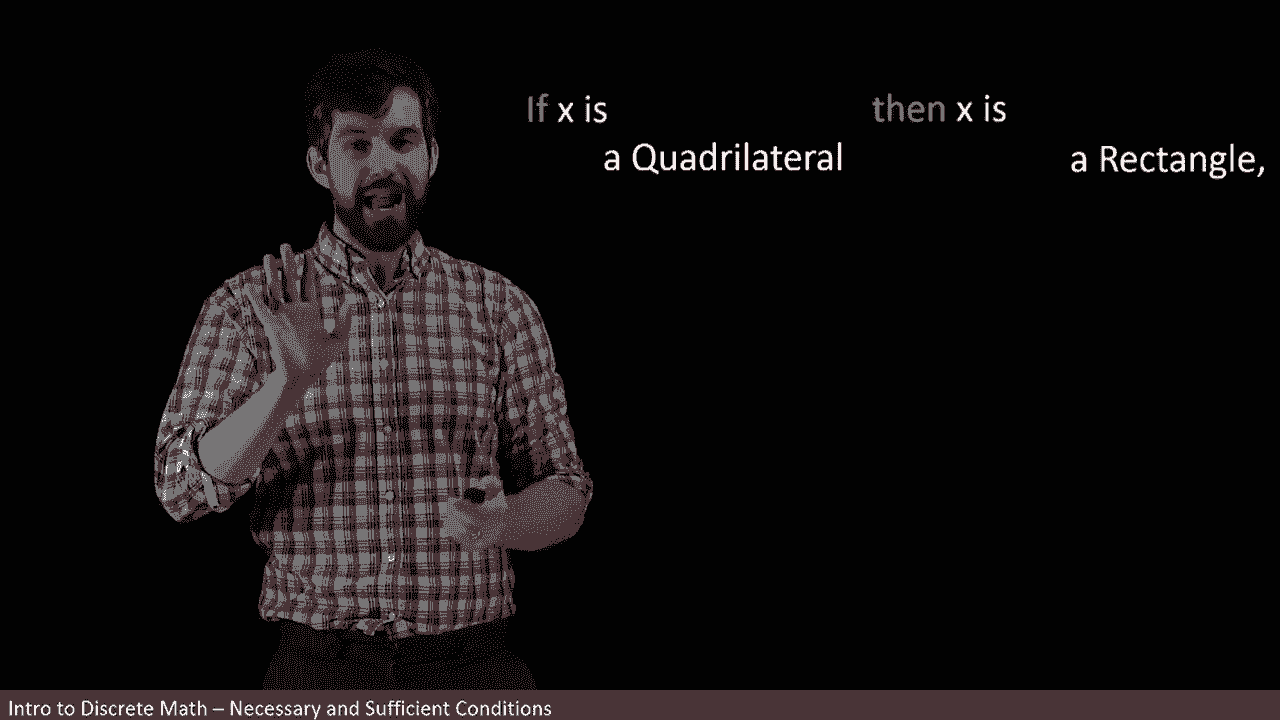 If x is
a Quadrilateral
then x is
a Rectangle,
Intro to Discrete Math – Necessary and Sufficient Conditions